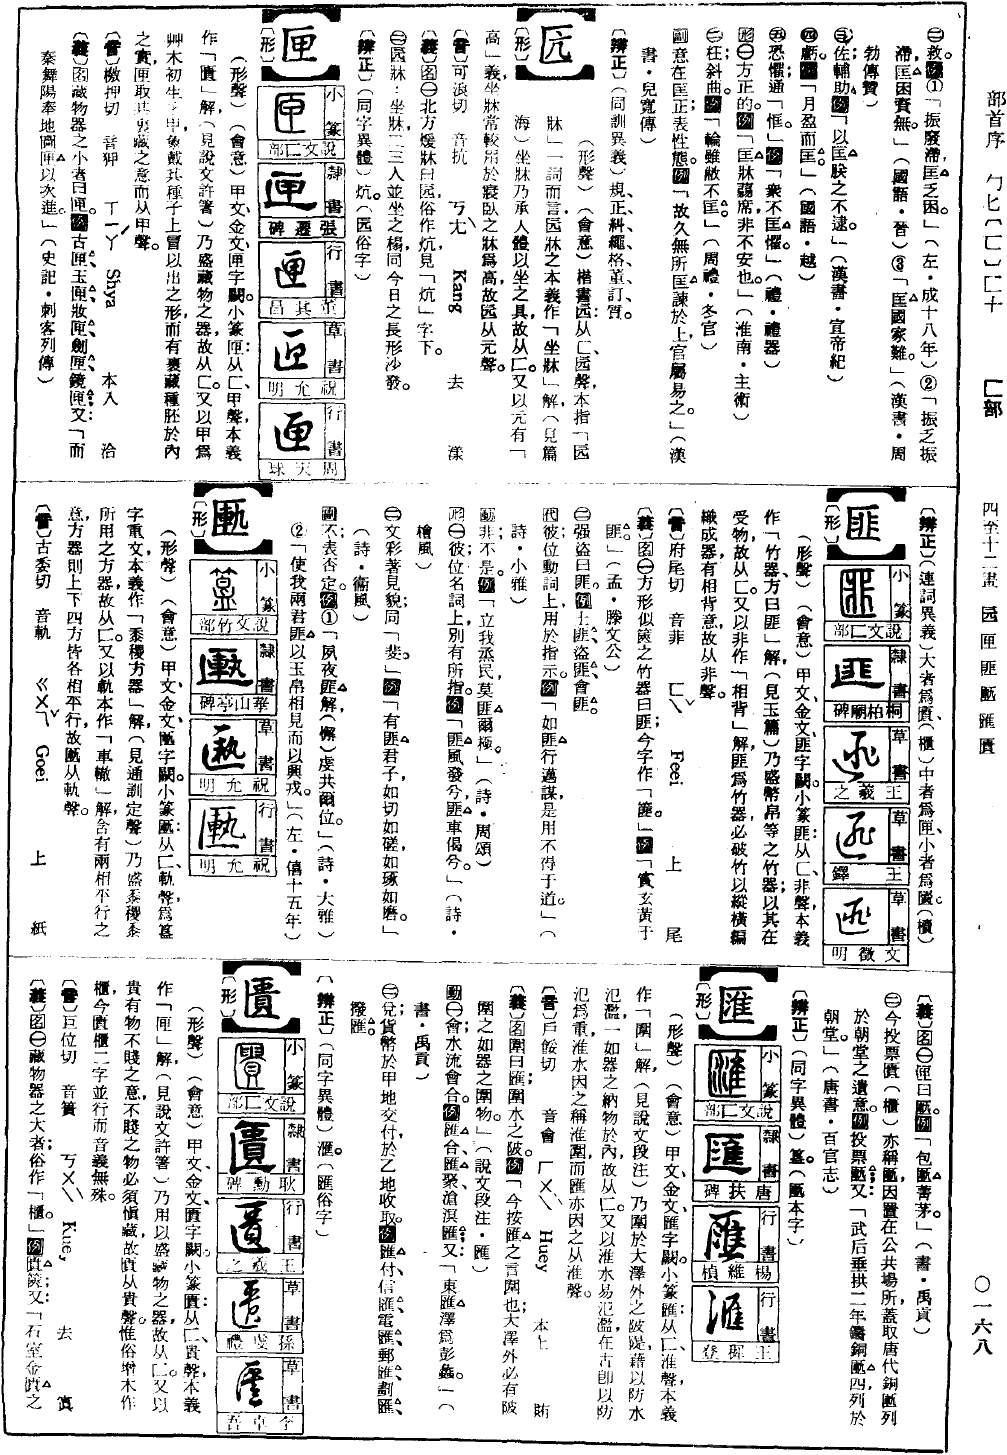 部首序 勹匕匚匸十 匚部 四至十二畫 匟匣匪匭匯匱 〇一六八
㊁救。例①「振廢滯，匡乏困。」（左・成十八年）②「振乏振
滯，匡困資無。」（國語・晉）③「匡國家難。」（漢書・周
勃傳贊）
㊂佐；輔助。例「以匡朕之不逮。」（漢書・宣帝紀）
㊃虧。例「月盈而匡。」（國語・越）
㊄恐懼；通「恇」。例「衆不匡懼。」（禮・禮器）
形㊀方正的。例「匡牀蒻席，非不安也。」（淮南・主術）
㊁枉；斜曲。例「輪雖敝不匡。」（周禮・冬官）
副意在匡正；表性態。例「故久無所匡諫於上官屬易之。」（漢
書・兒寬傳）
〔辨正〕（同訓異義）規、正、糾、繩、格、董、訂、質。
匟
〔形〕
（形聲）（會意）楷書匟：从匚、匟聲，本指「匟
牀」一詞而言，匟牀之本義作「坐牀」解（見篇
海），坐牀乃承人體以坐之具，故从匚。又以亢有「
高」義，坐牀常較用於寢臥之牀爲高，故匟从亢聲。
〔音〕可浪切 音抗 ㄎㄤˋ Kang 去 漾
〔義〕名㊀北方煖牀曰匟，俗作炕，見「炕」字下。
㊁匟牀：坐牀；二三人並坐之榻，同今日之長形沙發。
〔辨正〕（同字異體）炕。（匟俗字）
匣
〔形〕
小篆 說文匚部
隸書 張遷碑
行書 董其昌
草書 祝允明
行書 周天球
（形聲）（會意）甲文、金文匣字闕。小篆匣：从匚、甲聲，本義
作「匱」解（見說文許箸），乃盛藏物之器，故从匚。又以甲爲
艸木初生之甲，象戴其種子上冒以出之形，而有裹藏種胚於內
之實，匣取其裹藏之意而从甲聲。
〔音〕檄押切 音狎 ㄒㄧㄚˊ Shya 本入 洽
〔義〕名藏物器之小者曰匣。例古匣、玉匣、妝匣、劍匣、鏡匣；又「而
秦舞陽奉地圖匣以次進。」（史記・刺客列傳）
〔辨正〕（連詞異義）大者爲匱（櫃），中者爲匣，小者爲匵（櫝）。
匪
〔形〕
小篆 說文匚部
隸書 桐柏廟碑
草書 王羲之
草書 王鐸
草書 文徵明
（形聲）（會意）甲文、金文匪字闕。小篆匪：从匚、非聲，本義
作「竹器，方曰匪」解（見玉篇），乃盛幣帛等之竹器；以其在
受物，故从匚。又以非作「相背」解，匪爲竹器，必破竹以縱橫編
織成器，有相背意，故从非聲。
〔音〕府尾切 音菲 ㄈㄟˇ Feei 上 尾
〔義〕名㊀方形似篋之竹器曰匪；今字作「篚。」例「實玄黃于
匪。」（孟・滕文公）
㊁强盜曰匪。例土匪、盜匪、會匪。
代彼；位動詞上，用於指示。例「如匪行邁謀，是用不得于道。」（
詩・小雅）
動非；不是。例「立我烝民，莫匪爾極。」（詩・周頌）
形㊀彼；位名詞上，別有所指。例「匪風發兮，匪車偈兮。」（詩・
檜風）
㊁文彩著見貌；同「斐。」例「有匪君子，如切如磋，如琢如磨。」
（詩・衞風）
副不；表否定。例①「夙夜匪解（懈），虔共爾位。」（詩・大雅）
②「使我兩君匪以玉帛相見，而以興戎。」（左・僖十五年）
匭
〔形〕
小篆 說文竹部
隸書 華山亭碑
草書 祝允明
行書 祝允明
（形聲）（會意）甲文、金文匭字闕。小篆匭：从匚、軌聲，爲簋
字重文，本義作「黍稷方器」解（見通訓定聲），乃盛黍稷
所用之方器，故从匚。又以軌本作「車轍」解，含有兩相平行之
意，方器則上下四方皆各相平行，故匭从軌聲。
〔音〕古委切 音軌 ㄍㄨㄟˇ Goei 上 紙
〔義〕名㊀匣曰匭。例「包匭菁茅。」（書・禹貢）
㊁今投票匱（櫃）亦稱匭，因置在公共場所，蓋取唐代銅匭列
於朝堂之遺意。例投票匭；又「武后垂拱二年，鑄銅匭四，列於
朝堂。」（唐書・百官志）
〔辨正〕（同字異體）簋。（匭本字）
匯
〔形〕
小篆 說文匚部
隸書 唐扶碑
行書 楊維楨
行書 王穉登
（形聲）（會意）甲文、金文匯字闕。小篆匯：从匚、淮聲，本義
作「圍」解（見說文段注），乃圍於大澤外之陂隄，藉以防水
氾濫，一如器之納物於內，故从匚。又以淮水易氾濫，在古卽以防
氾爲重，淮水因之稱淮圍，而匯亦因之从淮聲。
〔音〕戶餒切 音會 ㄏㄨㄟˋ Huey 本上 賄
〔義〕名圍曰匯；圍水之陂。例「今按匯之言圍也，大澤外必有陂
圍之，如器之圍物。」（說文段注・匯）
動㊀會；水流會合。例匯合、匯聚、滄溟匯；又「東匯澤爲彭蠡。」（
書・禹貢）
㊁兌；貨幣於甲地交付，於乙地收取。例匯付、信匯、電匯、郵匯、劃匯、
撥匯。
〔辨正〕（同字異體）滙。（匯俗字）
匱
〔形〕
小篆 說文匚部
隸書 耿勳碑
行書 王羲之
草書 孫虔禮
草書 李卓吾
（形聲）（會意）甲文、金文匱字闕。小篆匱：从匚、貴聲，本義
作「匣」解（見說文許箸），乃用以盛藏物之器，故从匚。又以
貴有物不賤之意，不賤之物必須愼藏，故匱从貴聲。惟俗增木作
櫃，今匱櫃二字並行而音義無殊。
〔音〕巨位切 音簣 ㄎㄨㄟˋ Kuey 去 寘
〔義〕名㊀藏物器之大者；俗作「櫃。」例匱篋；又「石室金匱之